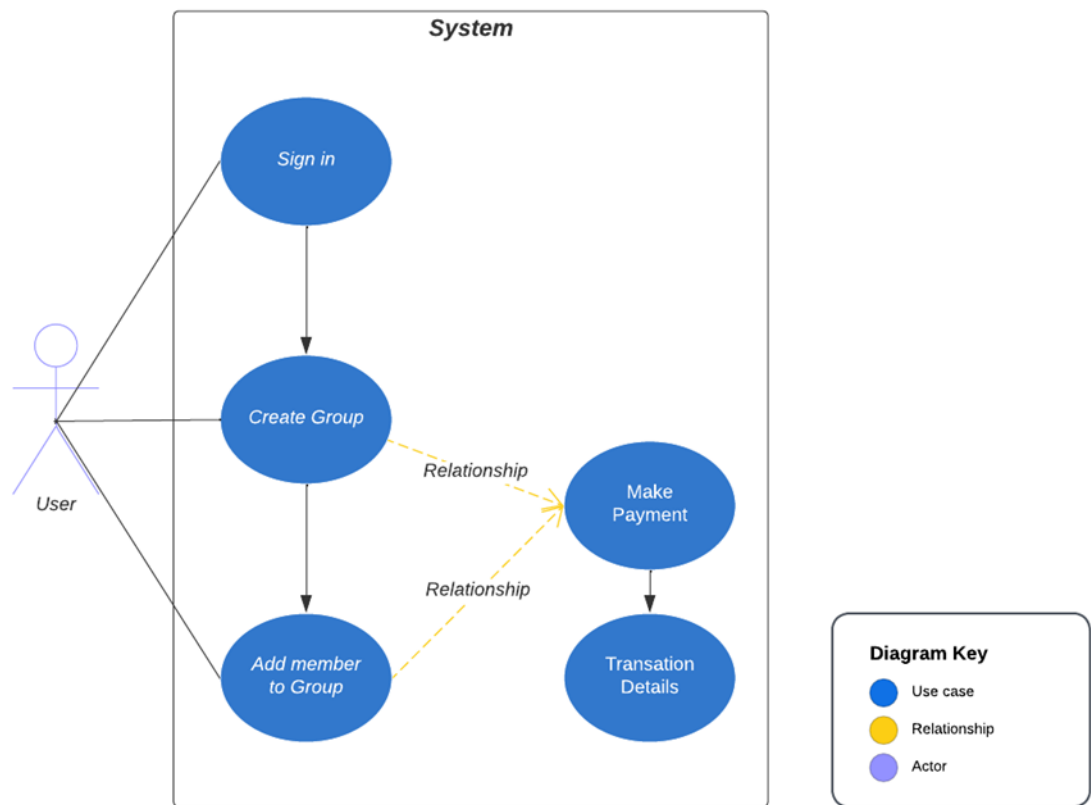 System
Sign in
Create Group
Relationship
User
Make
Payment
Relationship
Add member
to Group
Transation
Details
Diagram Key
Use case
Relationship
Actor